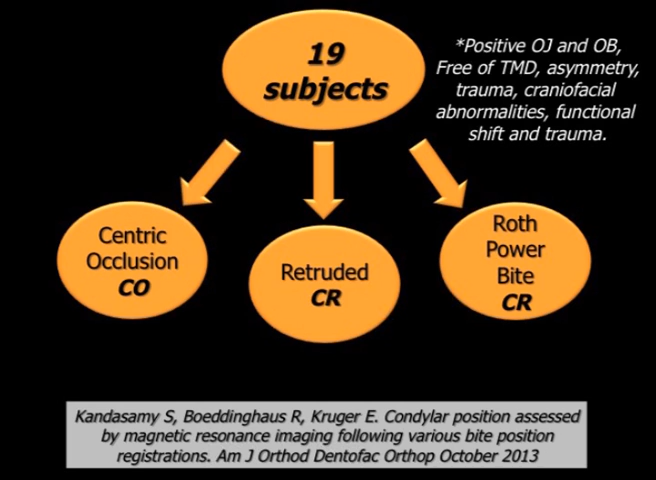 19
subjects
*Positive OJ and OB,
Free of TMD, asymmetry,
trauma, craniofacial
abnormalities, functional
shift and trauma.
Centric
Occlusion
CO
Retruded
CR
Roth
Power
Bite
CR
Kandasamy S, Boeddinghaus R, Kruger E. Condylar position assessed
by magnetic resonance imaging following various bite position
registrations. Am J Orthod Dentofac Orthop October 2013